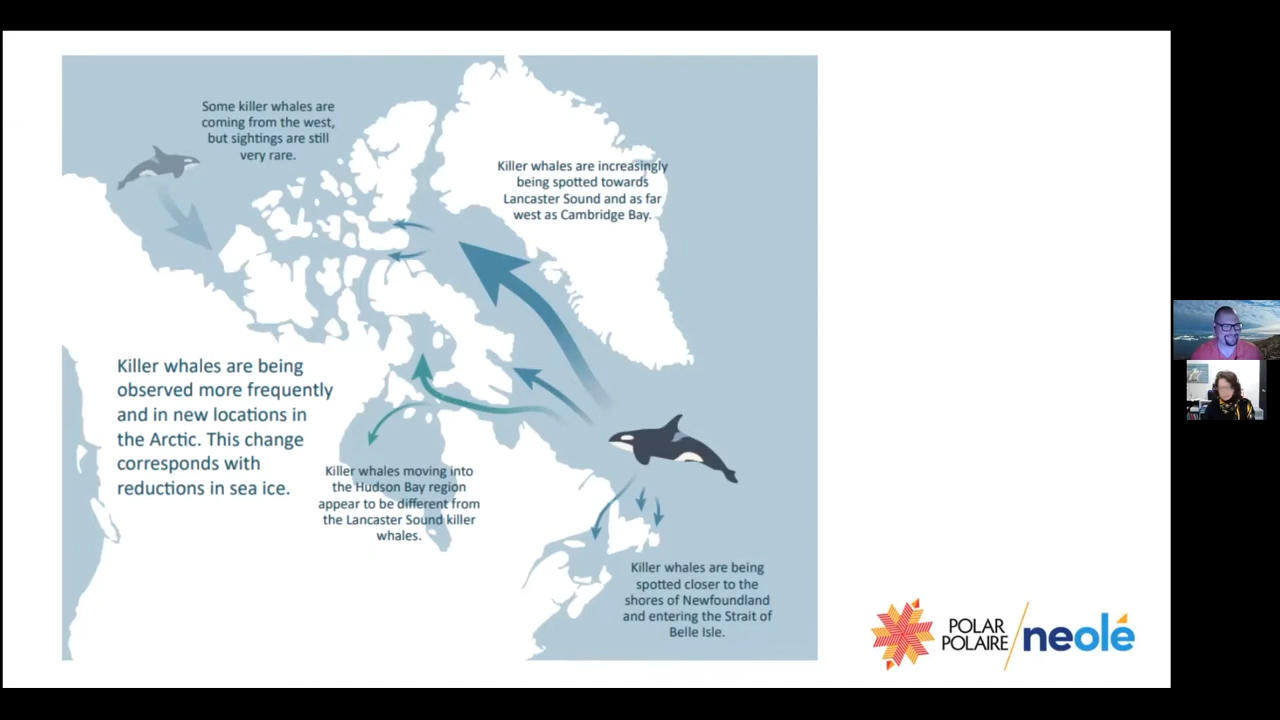 Some killer whales are
coming from the west,
but sightings are still
very rare.
Killer whales are increasingly
being spotted towards
Lancaster Sound and as far
west as Cambridge Bay.
Killer whales are being
observed more frequently
and in new locations in
the Arctic. This change
corresponds with
reductions in sea ice.
Killer whales moving into
the Hudson Bay region
appear to be different from
the Lancaster Sound killer
whales.
Killer whales are being
spotted closer to the
shores of Newfoundland
and entering the Strait of
Belle Isle.
POLAR
POLAIRE
neolé